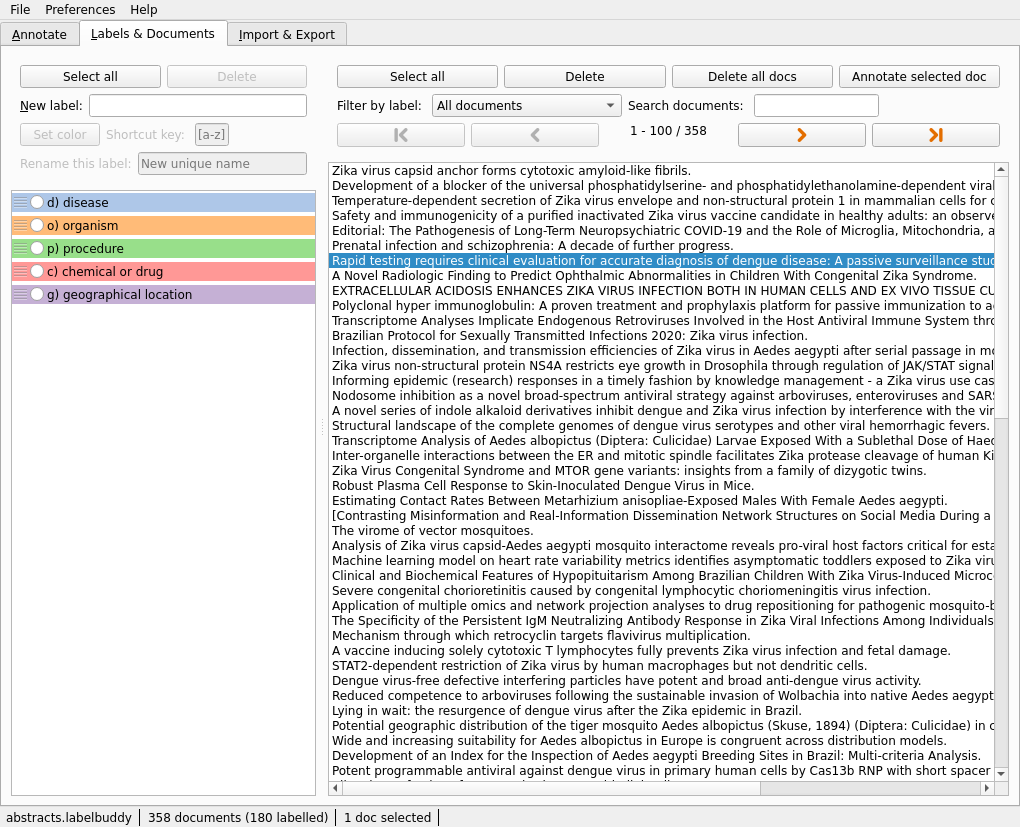 File Preferences Help
Annotate Labels & Documents Import & Export
Select all Delete Select all Delete Delete all docs Annotate selected doc
New label: Filter by label: All documents Search documents:
Set color Shortcut key: [a-z] 1 - 100 / 358
Rename this label: New unique name
d) disease
o) organism
p) procedure
c) chemical or drug
g) geographical location
Zika virus capsid anchor forms cytotoxic amyloid-like fibrils.
Development of a blocker of the universal phosphatidylserine- and phosphatidylethanolamine-dependent viral
Temperature-dependent secretion of Zika virus envelope and non-structural protein 1 in mammalian cells for
Safety and immunogenicity of a purified inactivated Zika virus vaccine candidate in healthy adults: an observe
Editorial: The Pathogenesis of Long-Term Neuropsychiatric COVID-19 and the Role of Microglia, Mitochondria, a
Prenatal infection and schizophrenia: A decade of further progress.
Rapid testing requires clinical evaluation for accurate diagnosis of dengue disease: A passive surveillance stud
A Novel Radiologic Finding to Predict Ophthalmic Abnormalities in Children With Congenital Zika Syndrome.
EXTRACELLULAR ACIDOSIS ENHANCES ZIKA VIRUS INFECTION BOTH IN HUMAN CELLS AND EX VIVO TISSUE CU
Polyclonal hyper immunoglobulin: A proven treatment and prophylaxis platform for passive immunization to a
Transcriptome Analyses Implicate Endogenous Retroviruses Involved in the Host Antiviral Immune System thro
Brazilian Protocol for Sexually Transmitted Infections 2020: Zika virus infection.
Infection, dissemination, and transmission efficiencies of Zika virus in Aedes aegypti after serial passage in mo
Zika virus non-structural protein NS4A restricts eye growth in Drosophila through regulation of JAK/STAT signal
Informing epidemic (research) responses in a timely fashion by knowledge management - a Zika virus use cas
Nodosome inhibition as a novel broad-spectrum antiviral strategy against arboviruses, enteroviruses and SARS
A novel series of indole alkaloid derivatives inhibit dengue and Zika virus infection by interference with the vir
Structural landscape of the complete genomes of dengue virus serotypes and other viral hemorrhagic fevers.
Transcriptome Analysis of Aedes albopictus (Diptera: Culicidae) Larvae Exposed With a Sublethal Dose of Haed
Inter-organelle interactions between the ER and mitotic spindle facilitates Zika protease cleavage of human Ki
Zika Virus Congenital Syndrome and MTOR gene variants: insights from a family of dizygotic twins.
Robust Plasma Cell Response to Skin-Inoculated Dengue Virus in Mice.
Estimating Contact Rates Between Metarhizium anisopliae-Exposed Males With Female Aedes aegypti.
[Contrasting Misinformation and Real-Information Dissemination Network Structures on Social Media During a
The virome of vector mosquitoes.
Analysis of Zika virus capsid-Aedes aegypti mosquito interactome reveals pro-viral host factors critical for esta
Machine learning model on heart rate variability metrics identifies asymptomatic toddlers exposed to Zika viru
Clinical and Biochemical Features of Hypopituitarism Among Brazilian Children With Zika Virus-Induced Microc
Severe congenital chorioretinitis caused by congenital lymphocytic choriomeningitis virus infection.
Application of multiple omics and network projection analyses to drug repositioning for pathogenic mosquito-b
The Specificity of the Persistent IgM Neutralizing Antibody Response in Zika Viral Infections Among Individuals
Mechanism through which retrocyclin targets flavivirus multiplication.
A vaccine inducing solely cytotoxic T lymphocytes fully prevents Zika virus infection and fetal damage.
STAT2-dependent restriction of Zika virus by human macrophages but not dendritic cells.
Dengue virus-free defective interfering particles have potent and broad anti-dengue virus activity.
Reduced competence to arboviruses following the sustainable invasion of Wolbachia into native Aedes aegypt
Lying in wait: the resurgence of dengue virus after the Zika epidemic in Brazil.
Potential geographic distribution of the tiger mosquito Aedes albopictus (Skuse, 1894) (Diptera: Culicidae) in c
Wide and increasing suitability for Aedes albopictus in Europe is congruent across distribution models.
Development of an Index for the Inspection of Aedes aegypti Breeding Sites in Brazil: Multi-criteria Analysis.
Potent programmable antiviral against dengue virus in primary human cells by Cas13b RNP with short spacer
abstracts.labelbuddy 358 documents (180 labelled) 1 doc selected